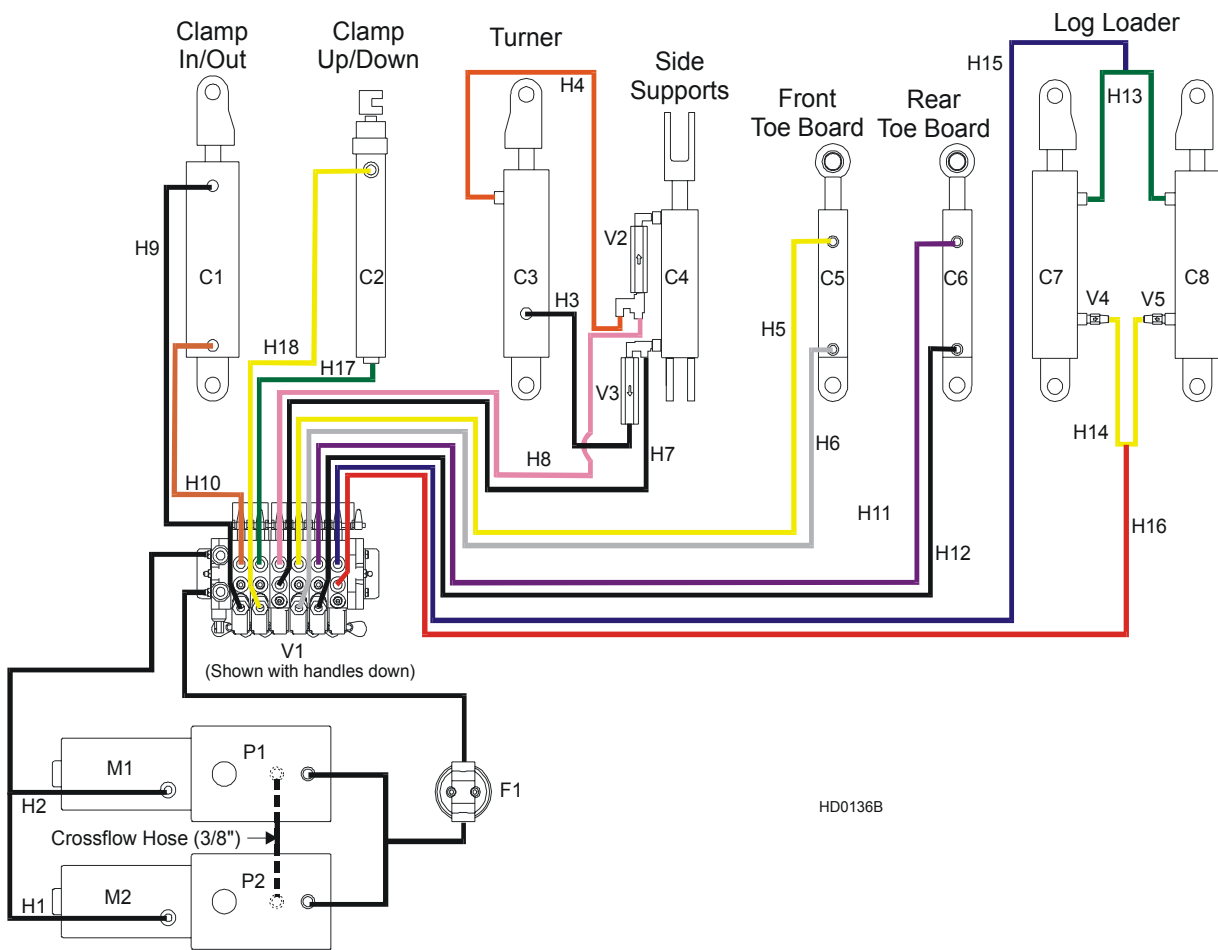 Clamp
In/Out
Clamp
Up/Down
Turner
Side
Supports
Front
Toe Board
Rear
Toe Board
Log Loader
H4
H15
H13
H9
C1
C2
C3
V2
C4
C5
C6
C7
C8
H3
V4
V5
H5
H18
H17
V3
H10
H8
H7
H6
H14
H11
H12
H16
V1
(Shown with handles down)
M1
P1
F1
H2
HD0136B
Crossflow Hose (3/8")
M2
P2
H1